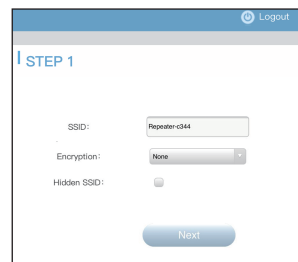 Logout
STEP 1
SSID: Repeater-c344
Encryption: None
Hidden SSID:
Next